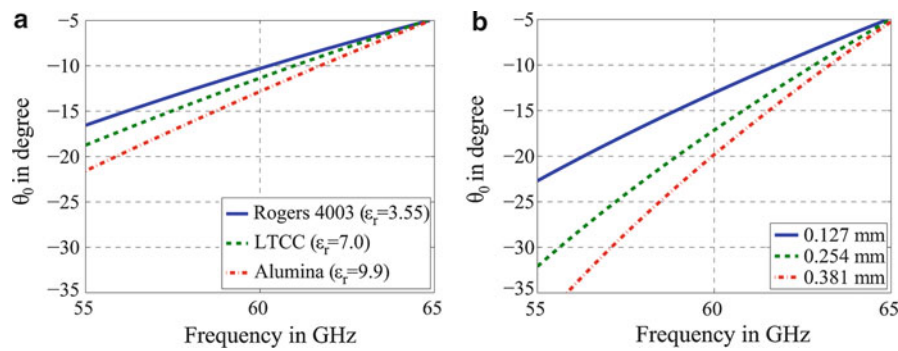 a
θ₀ in degree
-5
-10
-15
-20
-25
-30
-35
55
60
65
Frequency in GHz
Rogers 4003 (εᵣ=3.55)
LTCC (εᵣ=7.0)
Alumina (εᵣ=9.9)
b
θ₀ in degree
-5
-10
-15
-20
-25
-30
-35
55
60
65
Frequency in GHz
0.127 mm
0.254 mm
0.381 mm